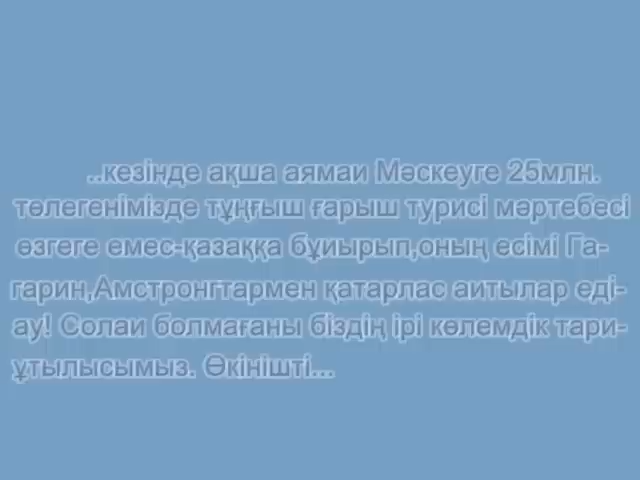 ..кезінде ақша аямаи Мәскеуге 25млн.
төлегенімізде тұңғыш ғарыш турисі мәртебесі
өзгеге емес-қазаққа бұиырып,оның есімі Га-
гарин,Амстронгтармен қатарлас аитылар еді-
ау! Солаи болмағаны біздің ірі көлемдік тари-
ұтылысымыз. Өкінішті...